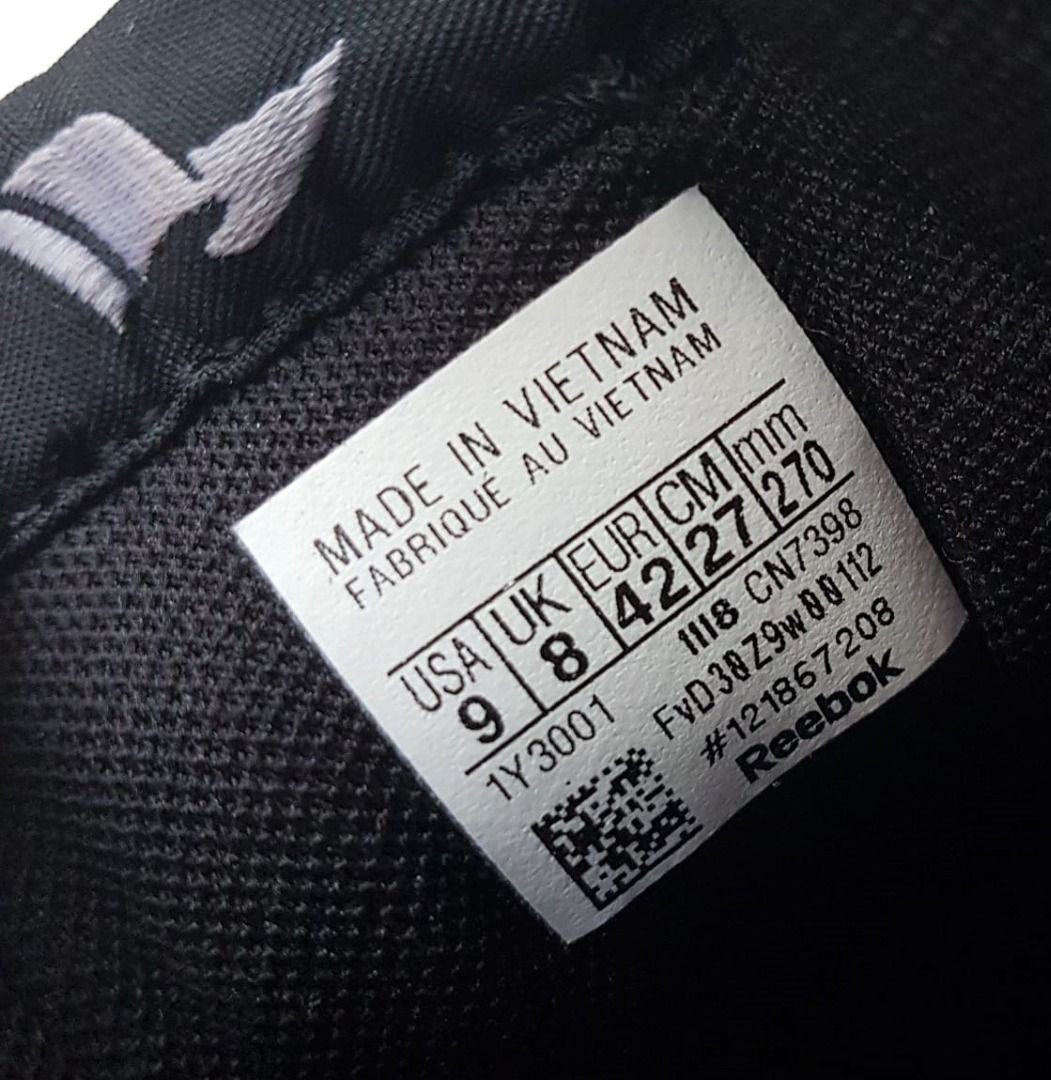 MADE IN VIETNAM
FABRIQUÉ AU VIETNAM
USA UK EUR CM mm
9 8 42 27 270
1Y3001 1118 CN7398
FvD30Z9w00112
#121867208
Reebok